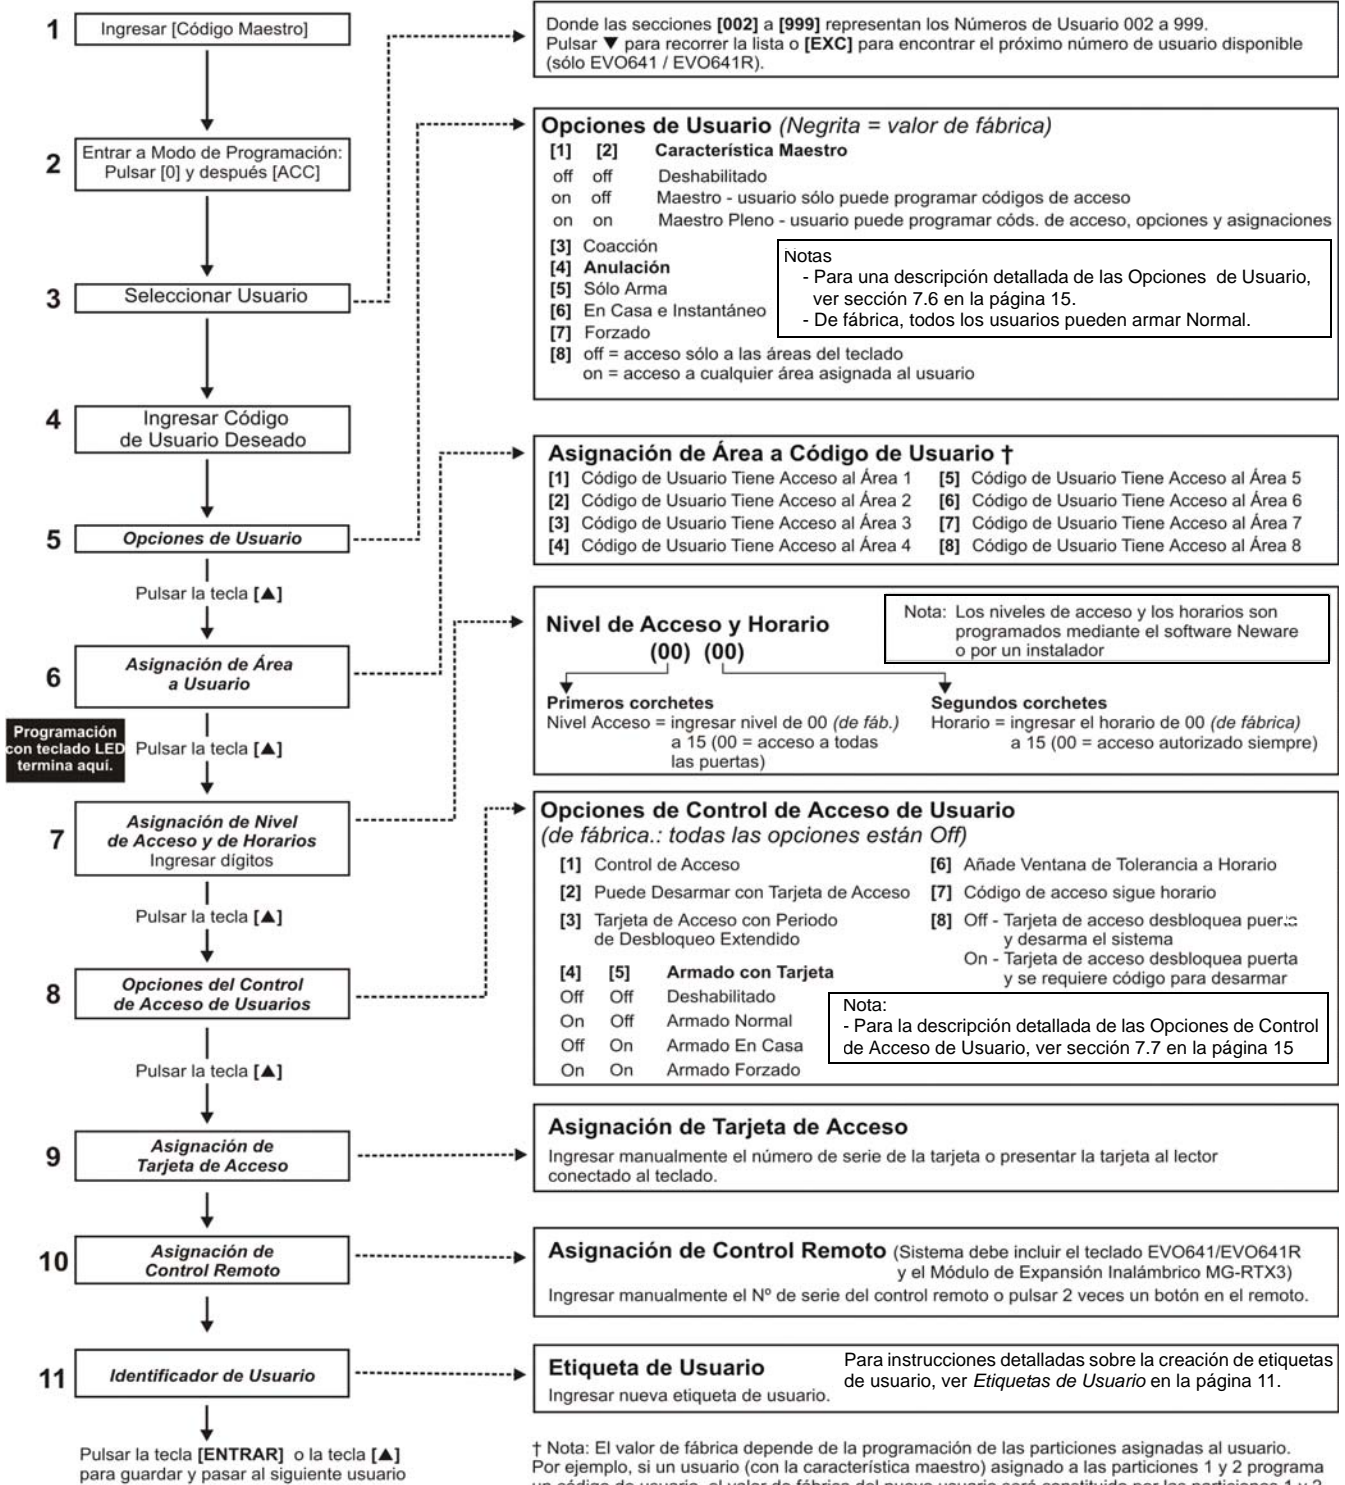 1
Ingresar [Código Maestro]
2
Entrar a Modo de Programación:
Pulsar [0] y después [ACC]
3
Seleccionar Usuario
4
Ingresar Código
de Usuario Deseado
5
Opciones de Usuario
Pulsar la tecla [▲]
6
Asignación de Área
a Usuario
Programación
con teclado LED
termina aquí.
Pulsar la tecla [▲]
7
Asignación de Nivel
de Acceso y de Horarios
Ingresar dígitos
Pulsar la tecla [▲]
8
Opciones del Control
de Acceso de Usuarios
Pulsar la tecla [▲]
9
Asignación de
Tarjeta de Acceso
10
Asignación de
Control Remoto
11
Identificador de Usuario
Pulsar la tecla [ENTRAR] o la tecla [▲]
para guardar y pasar al siguiente usuario
Donde las secciones [002] a [999] representan los Números de Usuario 002 a 999.
Pulsar ▼ para recorrer la lista o [EXC] para encontrar el próximo número de usuario disponible
(sólo EVO641 / EVO641R).
Opciones de Usuario (Negrita = valor de fábrica)
[1] [2] Característica Maestro
off off Deshabilitado
on off Maestro - usuario sólo puede programar códigos de acceso
on on Maestro Pleno - usuario puede programar códs. de acceso, opciones y asignaciones
[3] Coacción
[4] Anulación
[5] Sólo Arma
[6] En Casa e Instantáneo
[7] Forzado
[8] off = acceso sólo a las áreas del teclado
on = acceso a cualquier área asignada al usuario
Notas
- Para una descripción detallada de las Opciones de Usuario,
ver sección 7.6 en la página 15.
- De fábrica, todos los usuarios pueden armar Normal.
Asignación de Área a Código de Usuario †
[1] Código de Usuario Tiene Acceso al Área 1 [5] Código de Usuario Tiene Acceso al Área 5
[2] Código de Usuario Tiene Acceso al Área 2 [6] Código de Usuario Tiene Acceso al Área 6
[3] Código de Usuario Tiene Acceso al Área 3 [7] Código de Usuario Tiene Acceso al Área 7
[4] Código de Usuario Tiene Acceso al Área 4 [8] Código de Usuario Tiene Acceso al Área 8
Nivel de Acceso y Horario
(00) (00)
Nota: Los niveles de acceso y los horarios son
programados mediante el software Neware
o por un instalador
Primeros corchetes
Nivel Acceso = ingresar nivel de 00 (de fáb.)
a 15 (00 = acceso a todas
las puertas)
Segundos corchetes
Horario = ingresar el horario de 00 (de fábrica)
a 15 (00 = acceso autorizado siempre)
Opciones de Control de Acceso de Usuario
(de fábrica.: todas las opciones están Off)
[1] Control de Acceso
[2] Puede Desarmar con Tarjeta de Acceso
[3] Tarjeta de Acceso con Periodo
de Desbloqueo Extendido
[4] [5] Armado con Tarjeta
Off Off Deshabilitado
On Off Armado Normal
Off On Armado En Casa
On On Armado Forzado
[6] Añade Ventana de Tolerancia a Horario
[7] Código de acceso sigue horario
[8] Off - Tarjeta de acceso desbloquea puerta
y desarma el sistema
On - Tarjeta de acceso desbloquea puerta
y se requiere código para desarmar
Nota:
- Para la descripción detallada de las Opciones de Control
de Acceso de Usuario, ver sección 7.7 en la página 15
Asignación de Tarjeta de Acceso
Ingresar manualmente el número de serie de la tarjeta o presentar la tarjeta al lector
conectado al teclado.
Asignación de Control Remoto (Sistema debe incluir el teclado EVO641/EVO641R
y el Módulo de Expansión Inalámbrico MG-RTX3)
Ingresar manualmente el Nº de serie del control remoto o pulsar 2 veces un botón en el remoto.
Etiqueta de Usuario
Ingresar nueva etiqueta de usuario.
Para instrucciones detalladas sobre la creación de etiquetas
de usuario, ver Etiquetas de Usuario en la página 11.
† Nota: El valor de fábrica depende de la programación de las particiones asignadas al usuario.
Por ejemplo, si un usuario (con la característica maestro) asignado a las particiones 1 y 2 programa
un código de usuario, el valor de fábrica del nuevo usuario será constituido por las particiones 1 y 2.